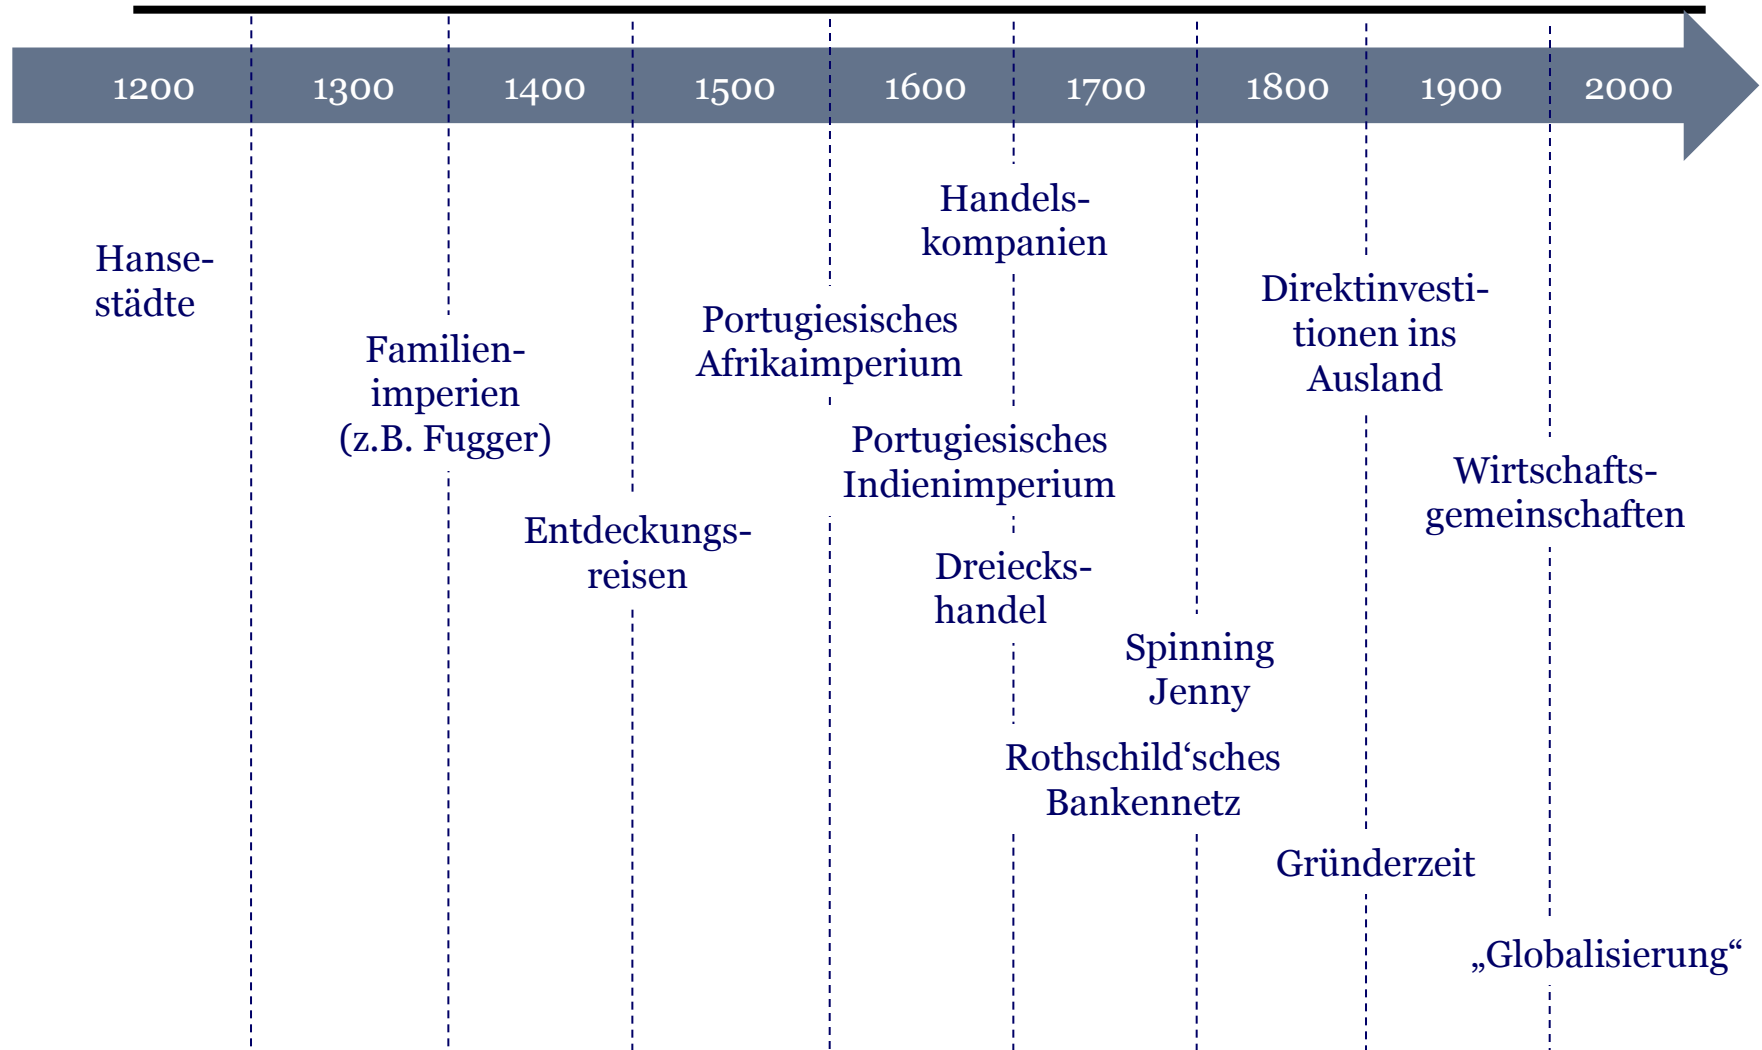 1200 1300 1400 1500 1600 1700 1800 1900 2000
Handels-
kompanien
Hanse-
städte
Direktinvesti-
tionen ins
Ausland
Portugiesisches
Afrikaimperium
Familien-
imperien
(z.B. Fugger)
Portugiesisches
Indienimperium
Wirtschafts-
gemeinschaften
Entdeckungs-
reisen
Dreiecks-
handel
Spinning
Jenny
Rothschild‘sches
Bankennetz
Gründerzeit
„Globalisierung“